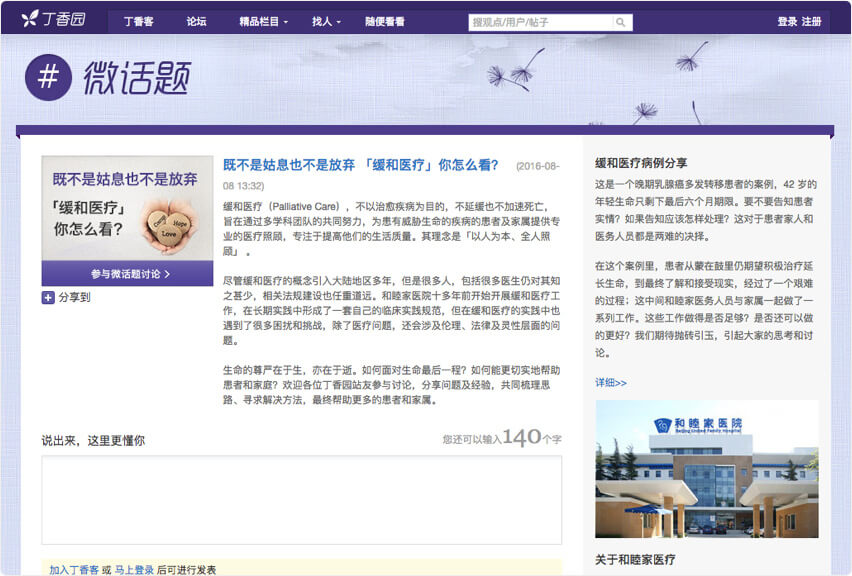 丁香园
丁香客 论坛 精品栏目 找人 随便看看
搜观点/用户/帖子
登录 注册
# 微话题
既不是姑息也不是放弃
「缓和医疗」
你怎么看?
Care Hope
Love
参与微话题讨论 >
分享到
既不是姑息也不是放弃 「缓和医疗」你怎么看? (2016-08-
08 13:32)
缓和医疗（Palliative Care），不以治愈疾病为目的，不延缓也不加速死亡，
旨在通过多学科团队的共同努力，为患有威胁生命的疾病的患者及家属提供专
业的医疗照顾，专注于提高他们的生活质量。其理念是「以人为本、全人照
顾」 。
尽管缓和医疗的概念引入大陆地区多年，但是很多人，包括很多医生仍对其知
之甚少，相关法规建设也任重道远。和睦家医院十多年前开始开展缓和医疗工
作，在长期实践中形成了一套自己的临床实践规范，但在缓和医疗的实践中也
遇到了很多困扰和挑战，除了医疗问题，还会涉及伦理、法律及灵性层面的问
题。
生命的尊严在于生，亦在于逝。如何面对生命最后一程？如何能更切实地帮助
患者和家庭？欢迎各位丁香园站友参与讨论，分享问题及经验，共同梳理思
路、寻求解决方法，最终帮助更多的患者和家属。
说出来，这里更懂你
您还可以输入140个字
加入丁香客 或 马上登录 后可进行发表
缓和医疗病例分享
这是一个晚期乳腺癌多发转移患者的案例，42 岁的
年轻生命只剩下最后六个月期限。要不要告知患者
实情？如果告知应该怎样处理？这对于患者家人和
医务人员都是两难的决择。
在这个案例里，患者从蒙在鼓里仍期望积极治疗延
长生命，到最终了解和接受现实，经过了一个艰难
的过程；这中间和睦家医务人员与家属一起做了一
系列工作。这些工作做得是否足够？是否还可以做
的更好？我们期待抛砖引玉，引起大家的思考和讨
论。
详细>>
和睦家医院
Beijing United Family Hospital
关于和睦家医疗